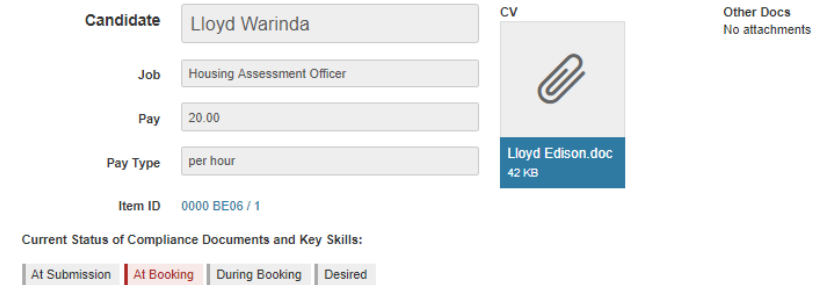 Candidate Lloyd Warinda
CV
Other Docs
No attachments
Job Housing Assessment Officer
Pay 20.00
Lloyd Edison.doc
42 KB
Pay Type per hour
Item ID 0000 BE06 / 1
Current Status of Compliance Documents and Key Skills:
At Submission At Booking During Booking Desired